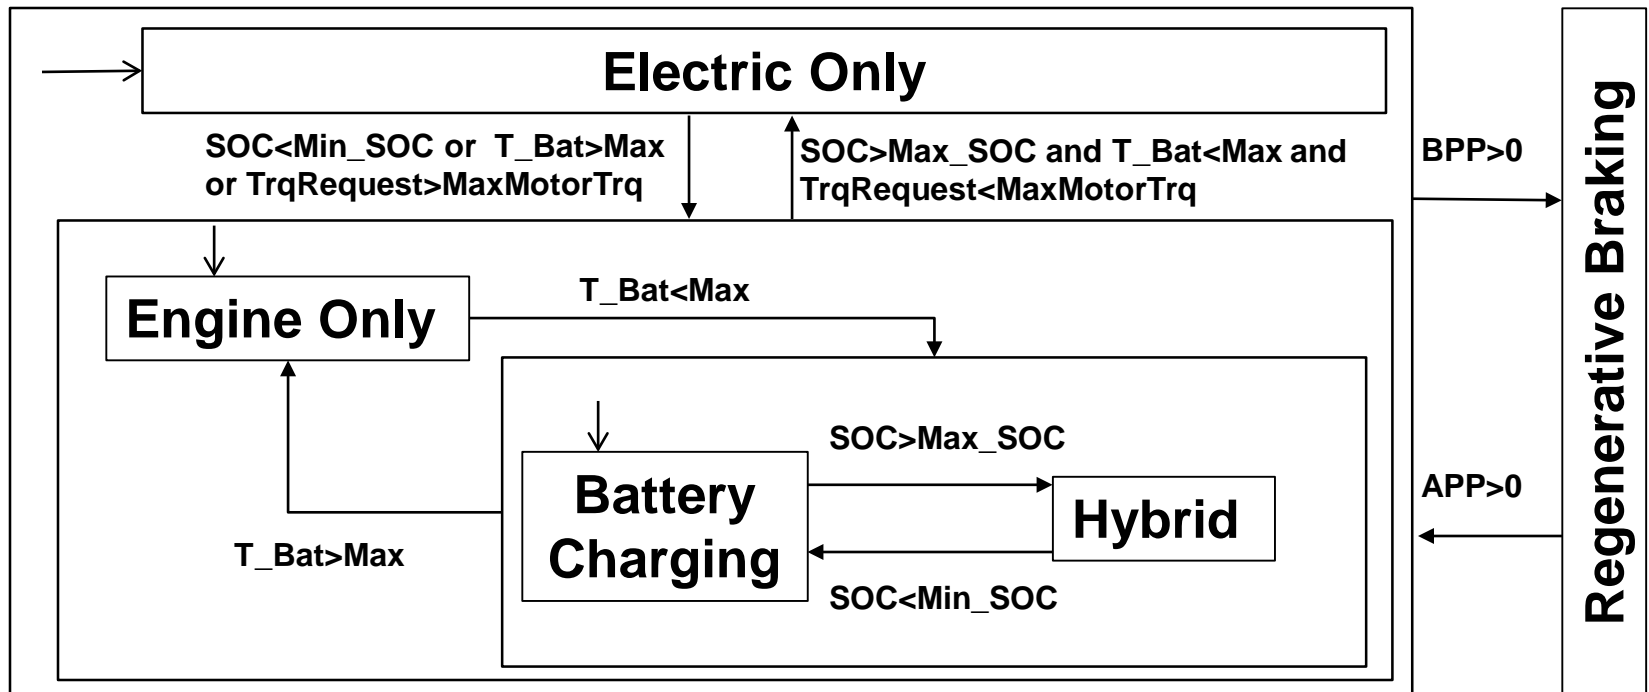 Electric Only
SOC<Min_SOC or T_Bat>Max
or TrqRequest>MaxMotorTrq
SOC>Max_SOC and T_Bat<Max and
TrqRequest<MaxMotorTrq
BPP>0
Regenerative Braking
Engine Only
T_Bat<Max
SOC>Max_SOC
Battery
Charging
Hybrid
APP>0
T_Bat>Max
SOC<Min_SOC